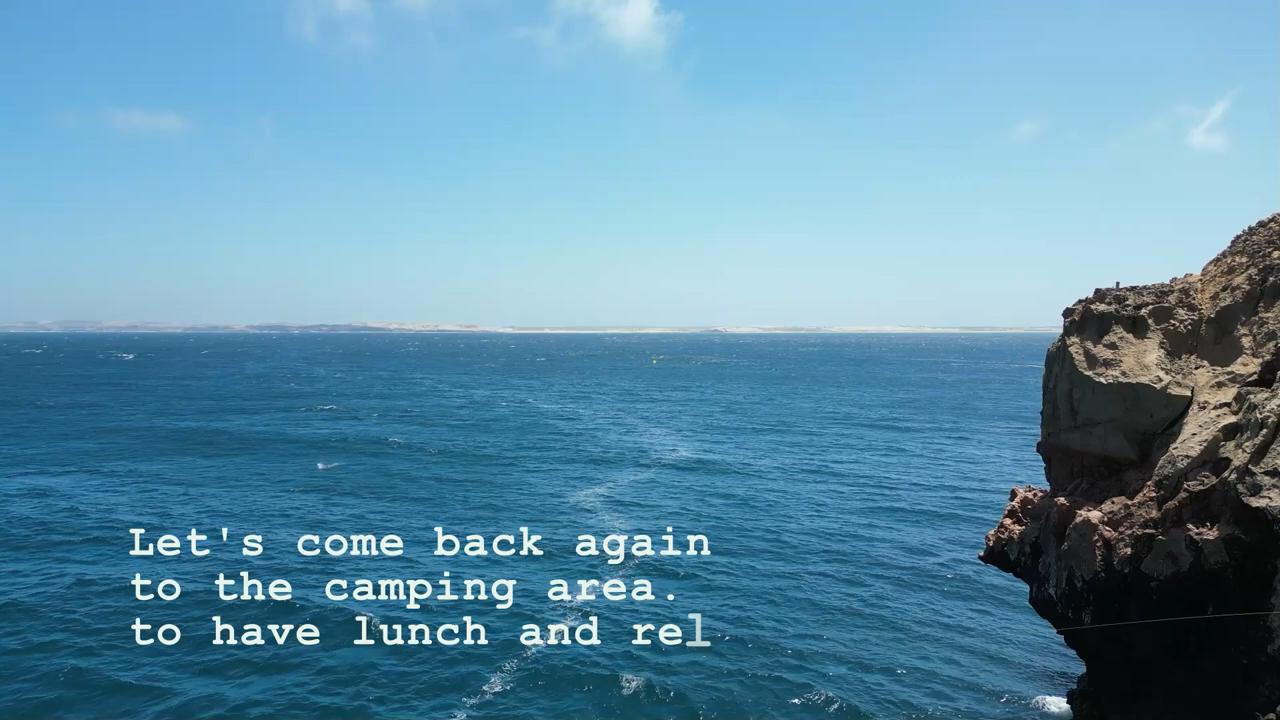 Let's come back again
to the camping area.
to have lunch and rel